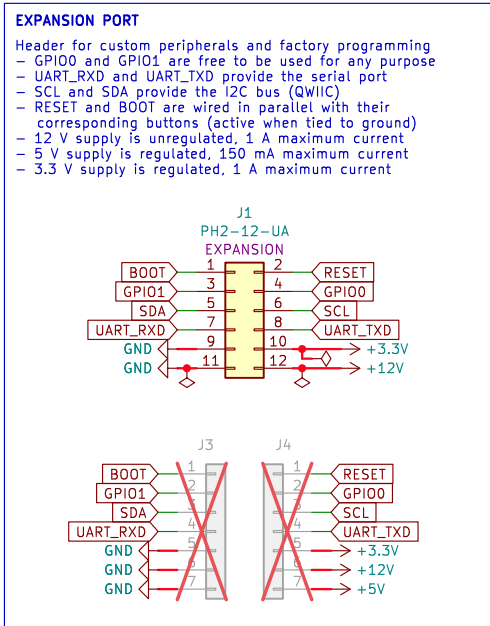 EXPANSION PORT
Header for custom peripherals and factory programming
– GPIO0 and GPIO1 are free to be used for any purpose
– UART_RXD and UART_TXD provide the serial port
– SCL and SDA provide the I2C bus (QWIIC)
– RESET and BOOT are wired in parallel with their
corresponding buttons (active when tied to ground)
– 12 V supply is unregulated, 1 A maximum current
– 5 V supply is regulated, 150 mA maximum current
– 3.3 V supply is regulated, 1 A maximum current
J1
PH2-12-UA
EXPANSION
BOOT 1 2 RESET
GPIO1 3 4 GPIO0
SDA 5 6 SCL
UART_RXD 7 8 UART_TXD
GND 9 10 +3.3V
GND 11 12 +12V
J3 J4
BOOT 1 1 RESET
GPIO1 2 2 GPIO0
SDA 3 3 SCL
UART_RXD 4 4 UART_TXD
GND 5 5 +3.3V
GND 6 6 +12V
GND 7 7 +5V